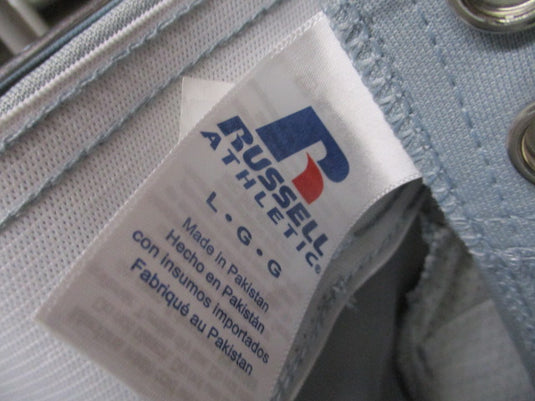 RUSSELL
ATHLETIC®
L • G • G
Made in Pakistan
Hecho en Pakistán
con insumos importados
Fabriqué au Pakistan